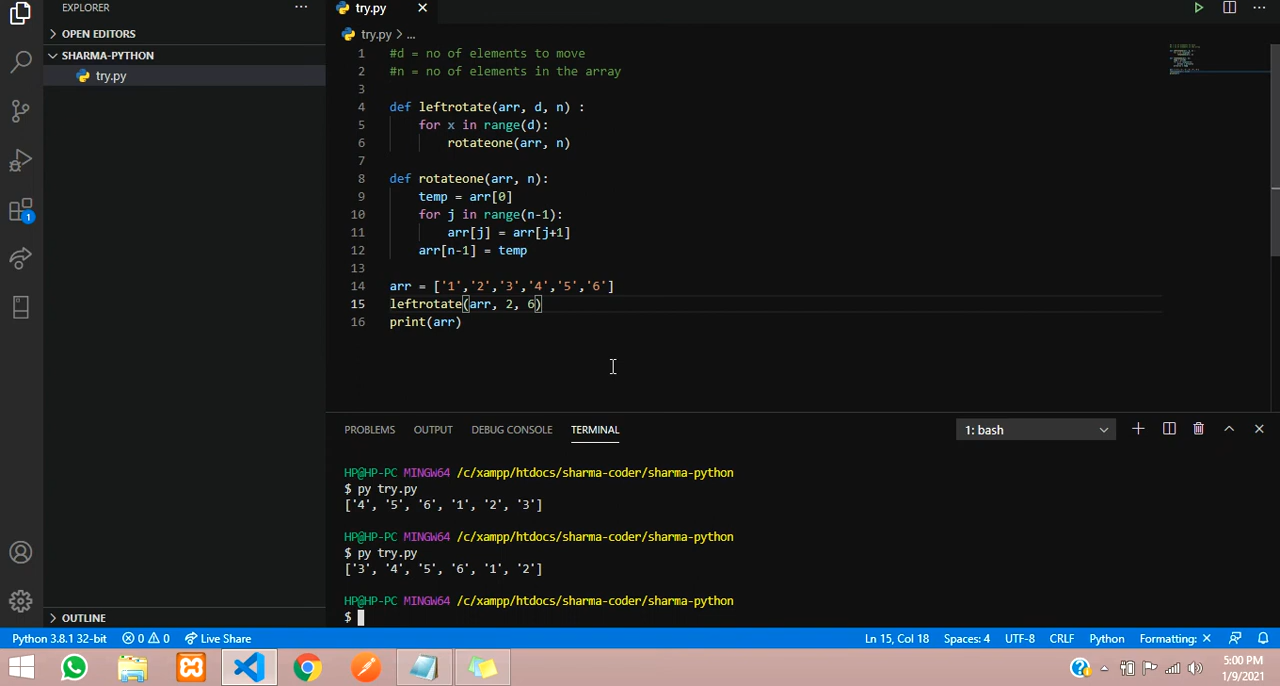 EXPLORER ...
try.py
OPEN EDITORS
SHARMA-PYTHON
try.py
OUTLINE
try.py > ...
1 #d = no of elements to move
2 #n = no of elements in the array
3
4 def leftrotate(arr, d, n) :
5 for x in range(d):
6 rotateone(arr, n)
7
8 def rotateone(arr, n):
9 temp = arr[0]
10 for j in range(n-1):
11 arr[j] = arr[j+1]
12 arr[n-1] = temp
13
14 arr = ['1','2','3','4','5','6']
15 leftrotate(arr, 2, 6)
16 print(arr)
PROBLEMS OUTPUT DEBUG CONSOLE TERMINAL 1: bash
HP@HP-PC MINGW64 /c/xampp/htdocs/sharma-coder/sharma-python
$ py try.py
['4', '5', '6', '1', '2', '3']
HP@HP-PC MINGW64 /c/xampp/htdocs/sharma-coder/sharma-python
$ py try.py
['3', '4', '5', '6', '1', '2']
HP@HP-PC MINGW64 /c/xampp/htdocs/sharma-coder/sharma-python
$
1
Python 3.8.1 32-bit 0 0 Live Share Ln 15, Col 18 Spaces: 4 UTF-8 CRLF Python Formatting: ×
5:00 PM
1/9/2021